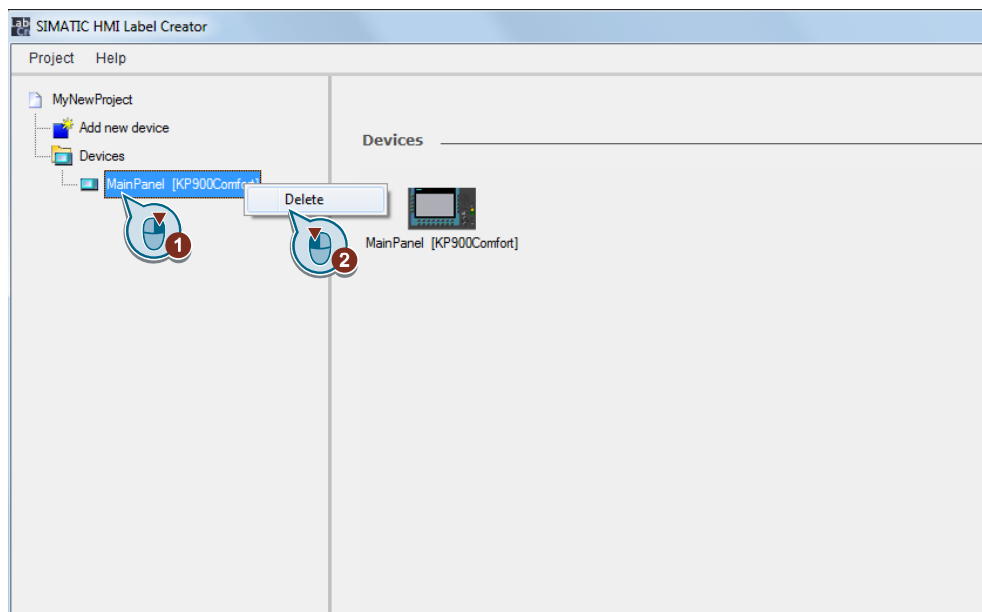 SIMATIC HMI Label Creator
Project Help
MyNewProject
Add new device
Devices
MainPanel [KP900Comfort]
Delete
1
2
Devices
MainPanel [KP900Comfort]